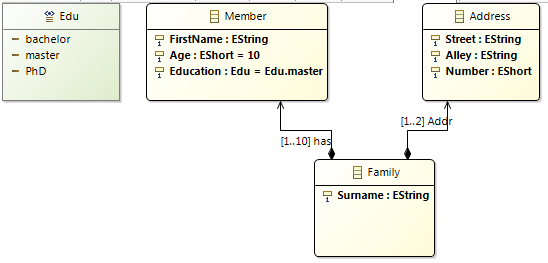 Edu
bachelor
master
PhD
Member
FirstName : EString
Age : EShort = 10
Education : Edu = Edu.master
Address
Street : EString
Alley : EString
Number : EShort
[1..10] has
[1..2] Addr
Family
Surname : EString